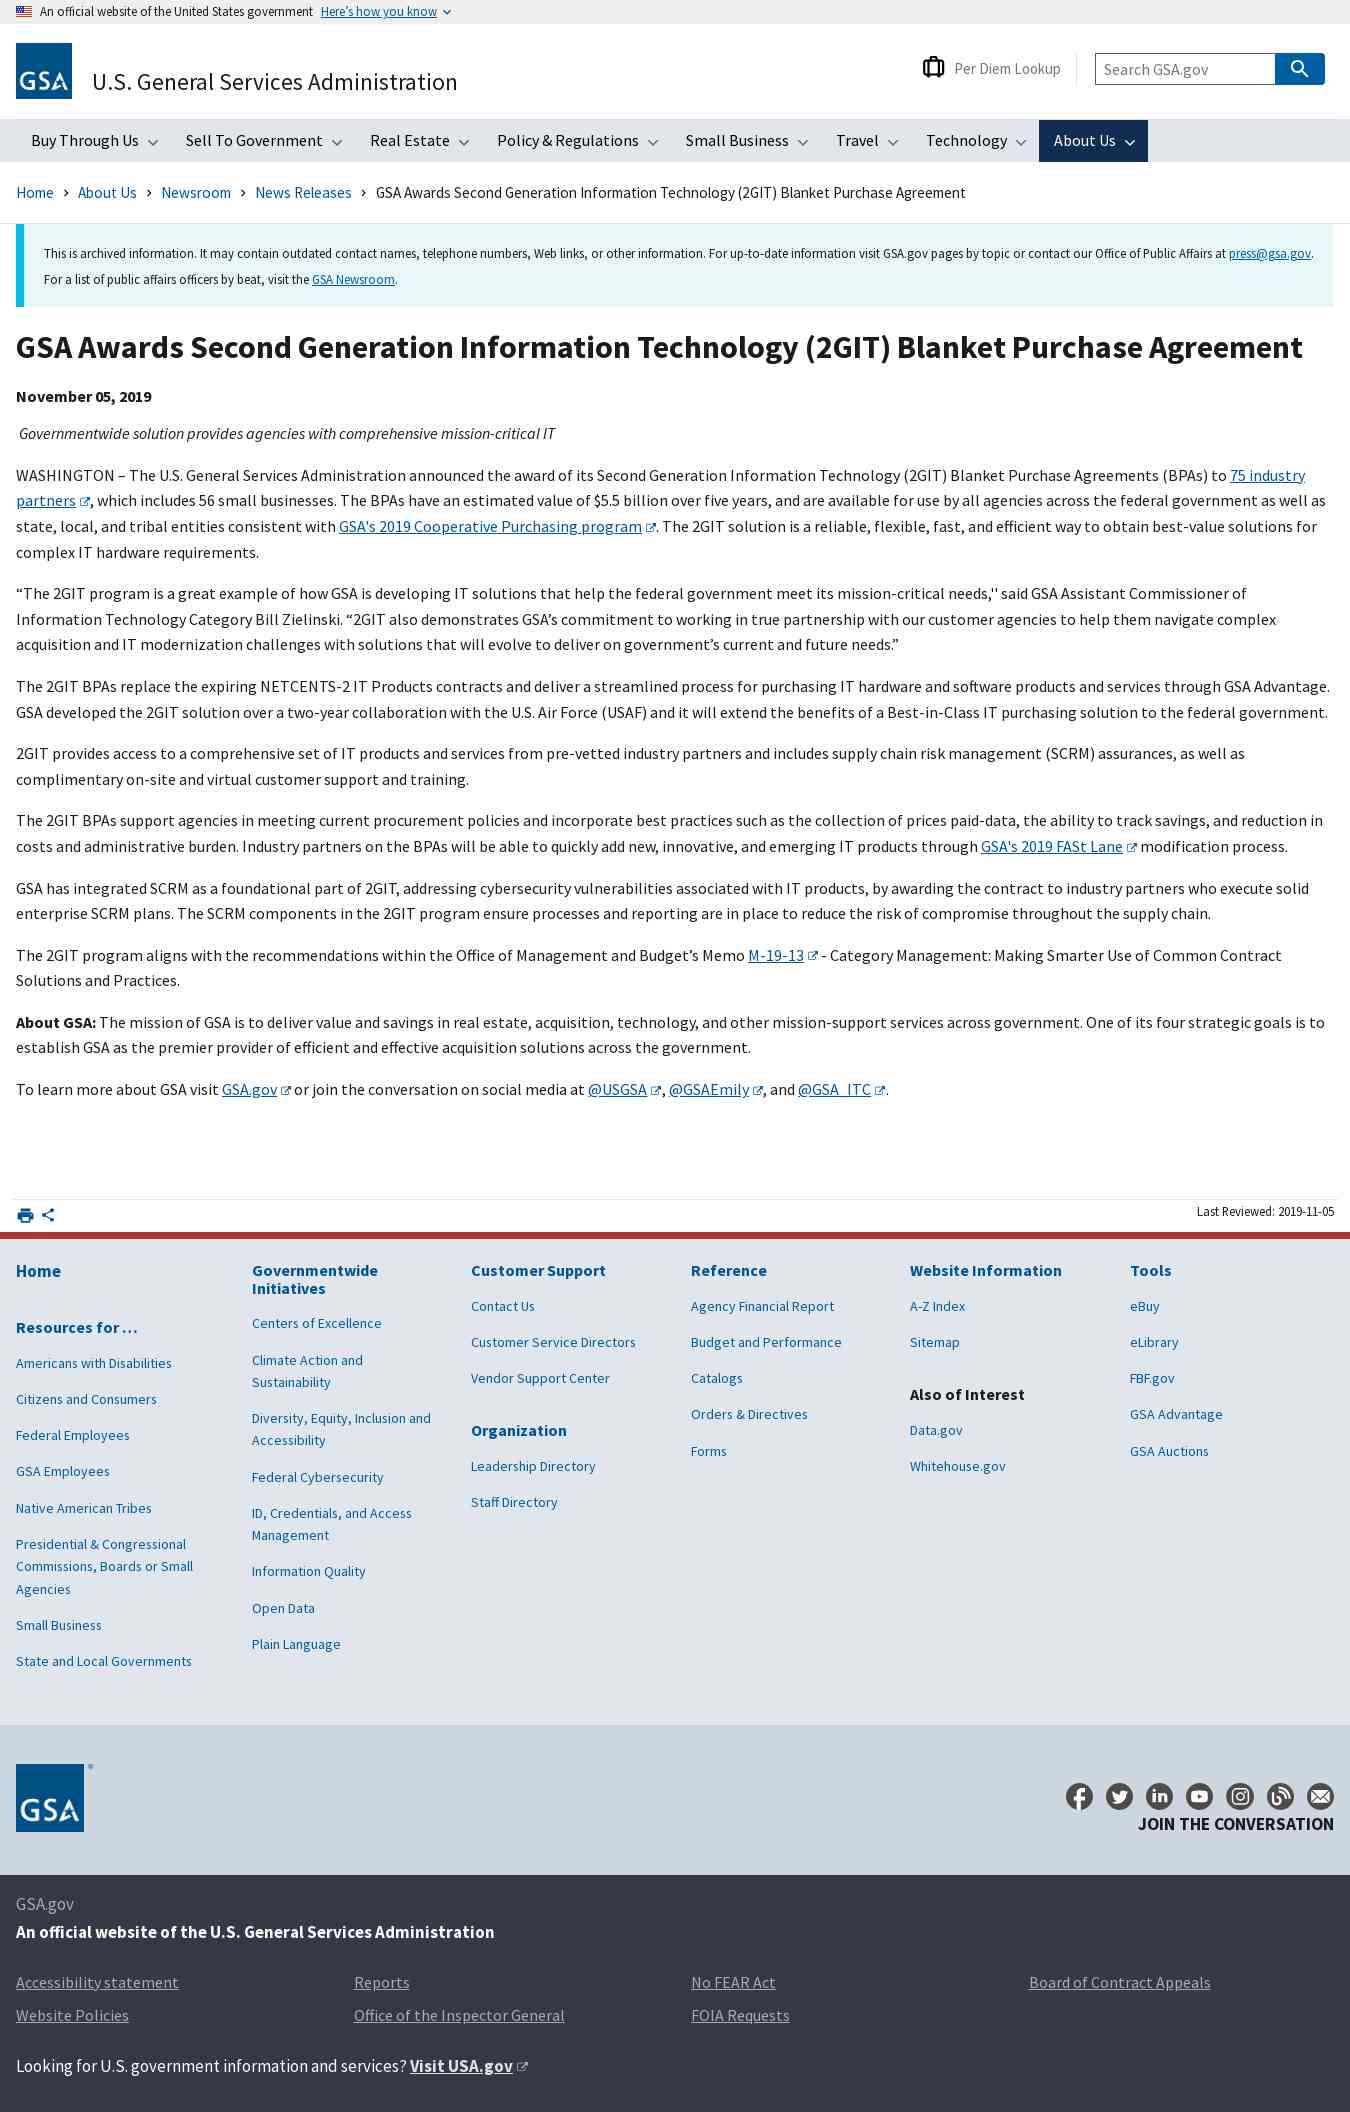 An official website of the United States government Here’s how you know
GSA
U.S. General Services Administration
Per Diem Lookup
Search GSA.gov
Buy Through Us Sell To Government Real Estate Policy & Regulations Small Business Travel Technology About Us
Home About Us Newsroom News Releases GSA Awards Second Generation Information Technology (2GIT) Blanket Purchase Agreement
This is archived information. It may contain outdated contact names, telephone numbers, Web links, or other information. For up-to-date information visit GSA.gov pages by topic or contact our Office of Public Affairs at press@gsa.gov.
For a list of public affairs officers by beat, visit the GSA Newsroom.
GSA Awards Second Generation Information Technology (2GIT) Blanket Purchase Agreement
November 05, 2019
Governmentwide solution provides agencies with comprehensive mission-critical IT
WASHINGTON – The U.S. General Services Administration announced the award of its Second Generation Information Technology (2GIT) Blanket Purchase Agreements (BPAs) to 75 industry
partners, which includes 56 small businesses. The BPAs have an estimated value of $5.5 billion over five years, and are available for use by all agencies across the federal government as well as
state, local, and tribal entities consistent with GSA's 2019 Cooperative Purchasing program. The 2GIT solution is a reliable, flexible, fast, and efficient way to obtain best-value solutions for
complex IT hardware requirements.
“The 2GIT program is a great example of how GSA is developing IT solutions that help the federal government meet its mission-critical needs,'' said GSA Assistant Commissioner of
Information Technology Category Bill Zielinski. “2GIT also demonstrates GSA’s commitment to working in true partnership with our customer agencies to help them navigate complex
acquisition and IT modernization challenges with solutions that will evolve to deliver on government’s current and future needs.”
The 2GIT BPAs replace the expiring NETCENTS-2 IT Products contracts and deliver a streamlined process for purchasing IT hardware and software products and services through GSA Advantage.
GSA developed the 2GIT solution over a two-year collaboration with the U.S. Air Force (USAF) and it will extend the benefits of a Best-in-Class IT purchasing solution to the federal government.
2GIT provides access to a comprehensive set of IT products and services from pre-vetted industry partners and includes supply chain risk management (SCRM) assurances, as well as
complimentary on-site and virtual customer support and training.
The 2GIT BPAs support agencies in meeting current procurement policies and incorporate best practices such as the collection of prices paid-data, the ability to track savings, and reduction in
costs and administrative burden. Industry partners on the BPAs will be able to quickly add new, innovative, and emerging IT products through GSA's 2019 FASt Lane modification process.
GSA has integrated SCRM as a foundational part of 2GIT, addressing cybersecurity vulnerabilities associated with IT products, by awarding the contract to industry partners who execute solid
enterprise SCRM plans. The SCRM components in the 2GIT program ensure processes and reporting are in place to reduce the risk of compromise throughout the supply chain.
The 2GIT program aligns with the recommendations within the Office of Management and Budget’s Memo M-19-13 - Category Management: Making Smarter Use of Common Contract
Solutions and Practices.
About GSA: The mission of GSA is to deliver value and savings in real estate, acquisition, technology, and other mission-support services across government. One of its four strategic goals is to
establish GSA as the premier provider of efficient and effective acquisition solutions across the government.
To learn more about GSA visit GSA.gov or join the conversation on social media at @USGSA, @GSAEmily, and @GSA_ITC.
Last Reviewed: 2019-11-05
Home
Resources for …
Americans with Disabilities
Citizens and Consumers
Federal Employees
GSA Employees
Native American Tribes
Presidential & Congressional
Commissions, Boards or Small
Agencies
Small Business
State and Local Governments
Governmentwide
Initiatives
Centers of Excellence
Climate Action and
Sustainability
Diversity, Equity, Inclusion and
Accessibility
Federal Cybersecurity
ID, Credentials, and Access
Management
Information Quality
Open Data
Plain Language
Customer Support
Contact Us
Customer Service Directors
Vendor Support Center
Organization
Leadership Directory
Staff Directory
Reference
Agency Financial Report
Budget and Performance
Catalogs
Orders & Directives
Forms
Website Information
A-Z Index
Sitemap
Also of Interest
Data.gov
Whitehouse.gov
Tools
eBuy
eLibrary
FBF.gov
GSA Advantage
GSA Auctions
GSA®
JOIN THE CONVERSATION
GSA.gov
An official website of the U.S. General Services Administration
Accessibility statement Reports No FEAR Act Board of Contract Appeals
Website Policies Office of the Inspector General FOIA Requests
Looking for U.S. government information and services? Visit USA.gov